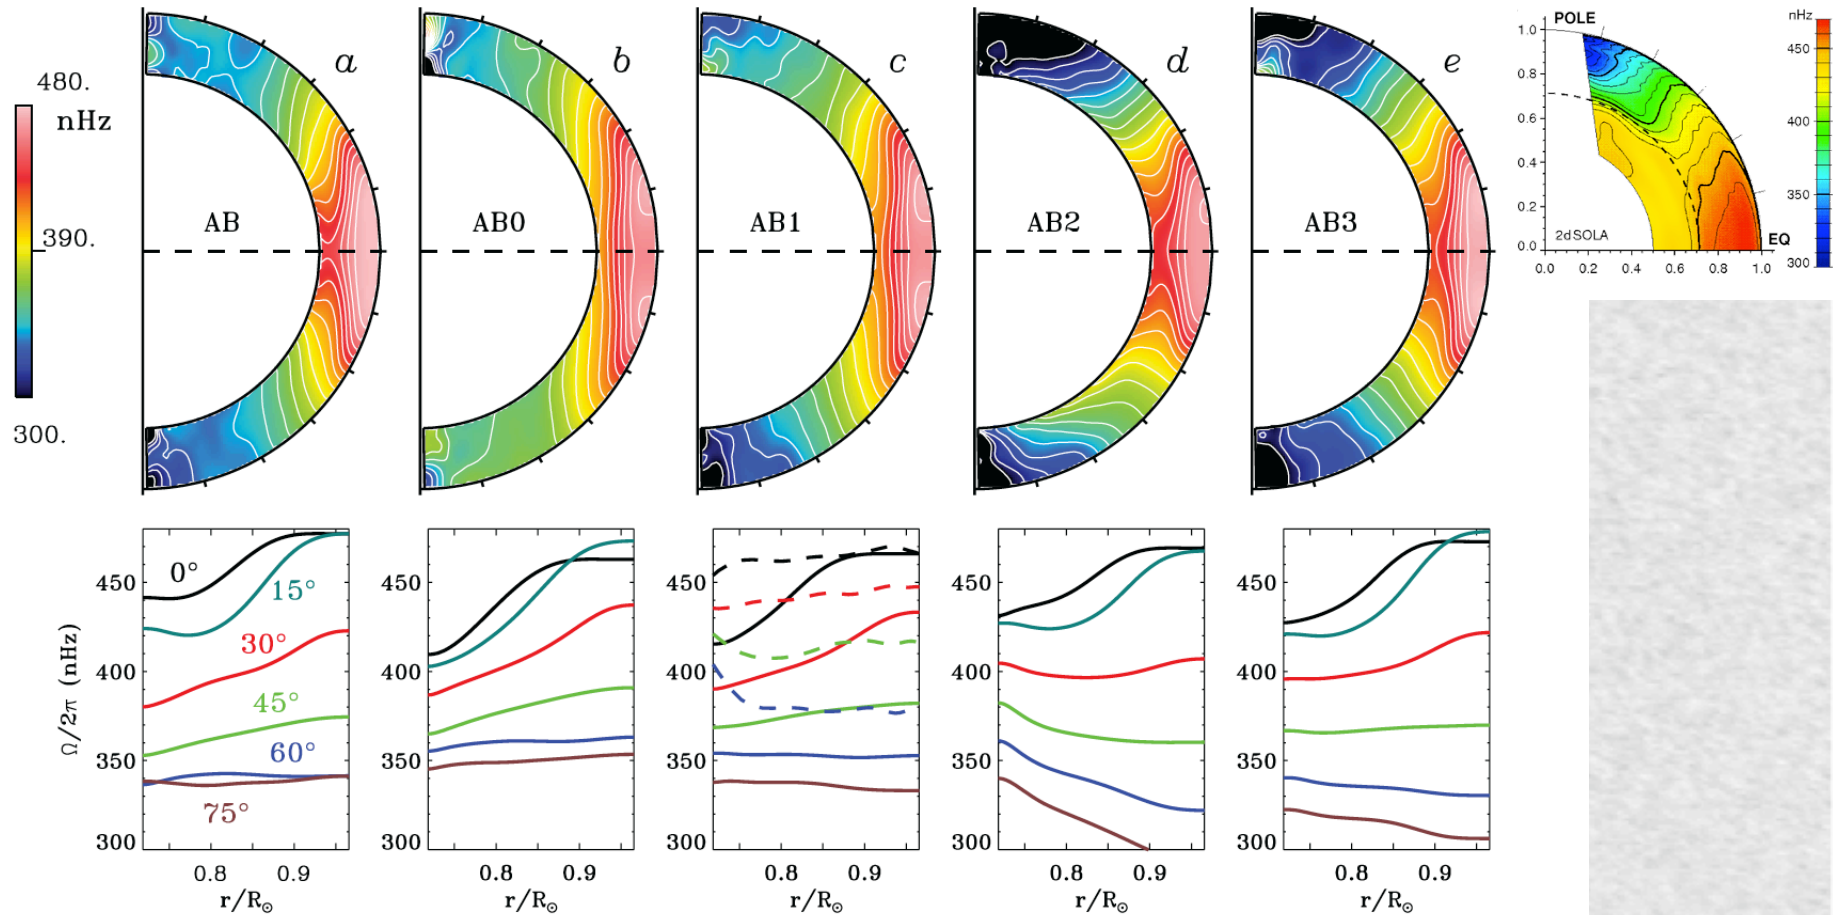 480.
nHz
390.
300.
a
AB
b
AB0
c
AB1
d
AB2
e
AB3
POLE
1.0
0.8
0.6
0.4
0.2
0.0
2dSOLA
EQ
0.0 0.2 0.4 0.6 0.8 1.0
nHz
450
400
350
300
Ω/2π (nHz)
450
400
350
300
0°
15°
30°
45°
60°
75°
0.8 0.9
r/R⊙
450
400
350
300
0.8 0.9
r/R⊙
450
400
350
300
0.8 0.9
r/R⊙
450
400
350
300
0.8 0.9
r/R⊙
450
400
350
300
0.8 0.9
r/R⊙